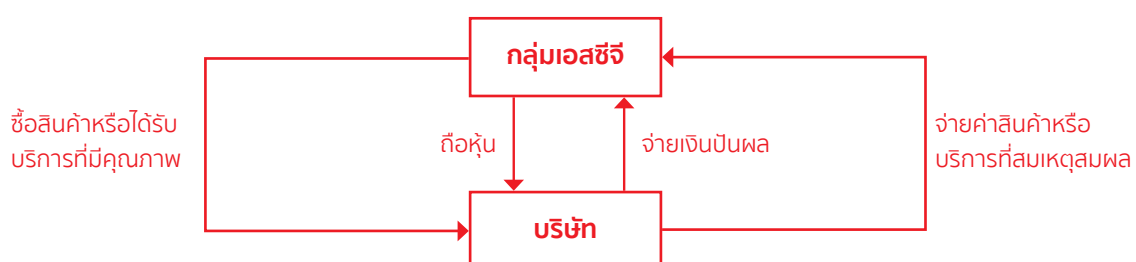 กลุ่มเอสซีจี
ซื้อสินค้าหรือได้รับ
บริการที่มีคุณภาพ
ถือหุ้น
จ่ายเงินปันผล
จ่ายค่าสินค้าหรือ
บริการที่สมเหตุสมผล
บริษัท